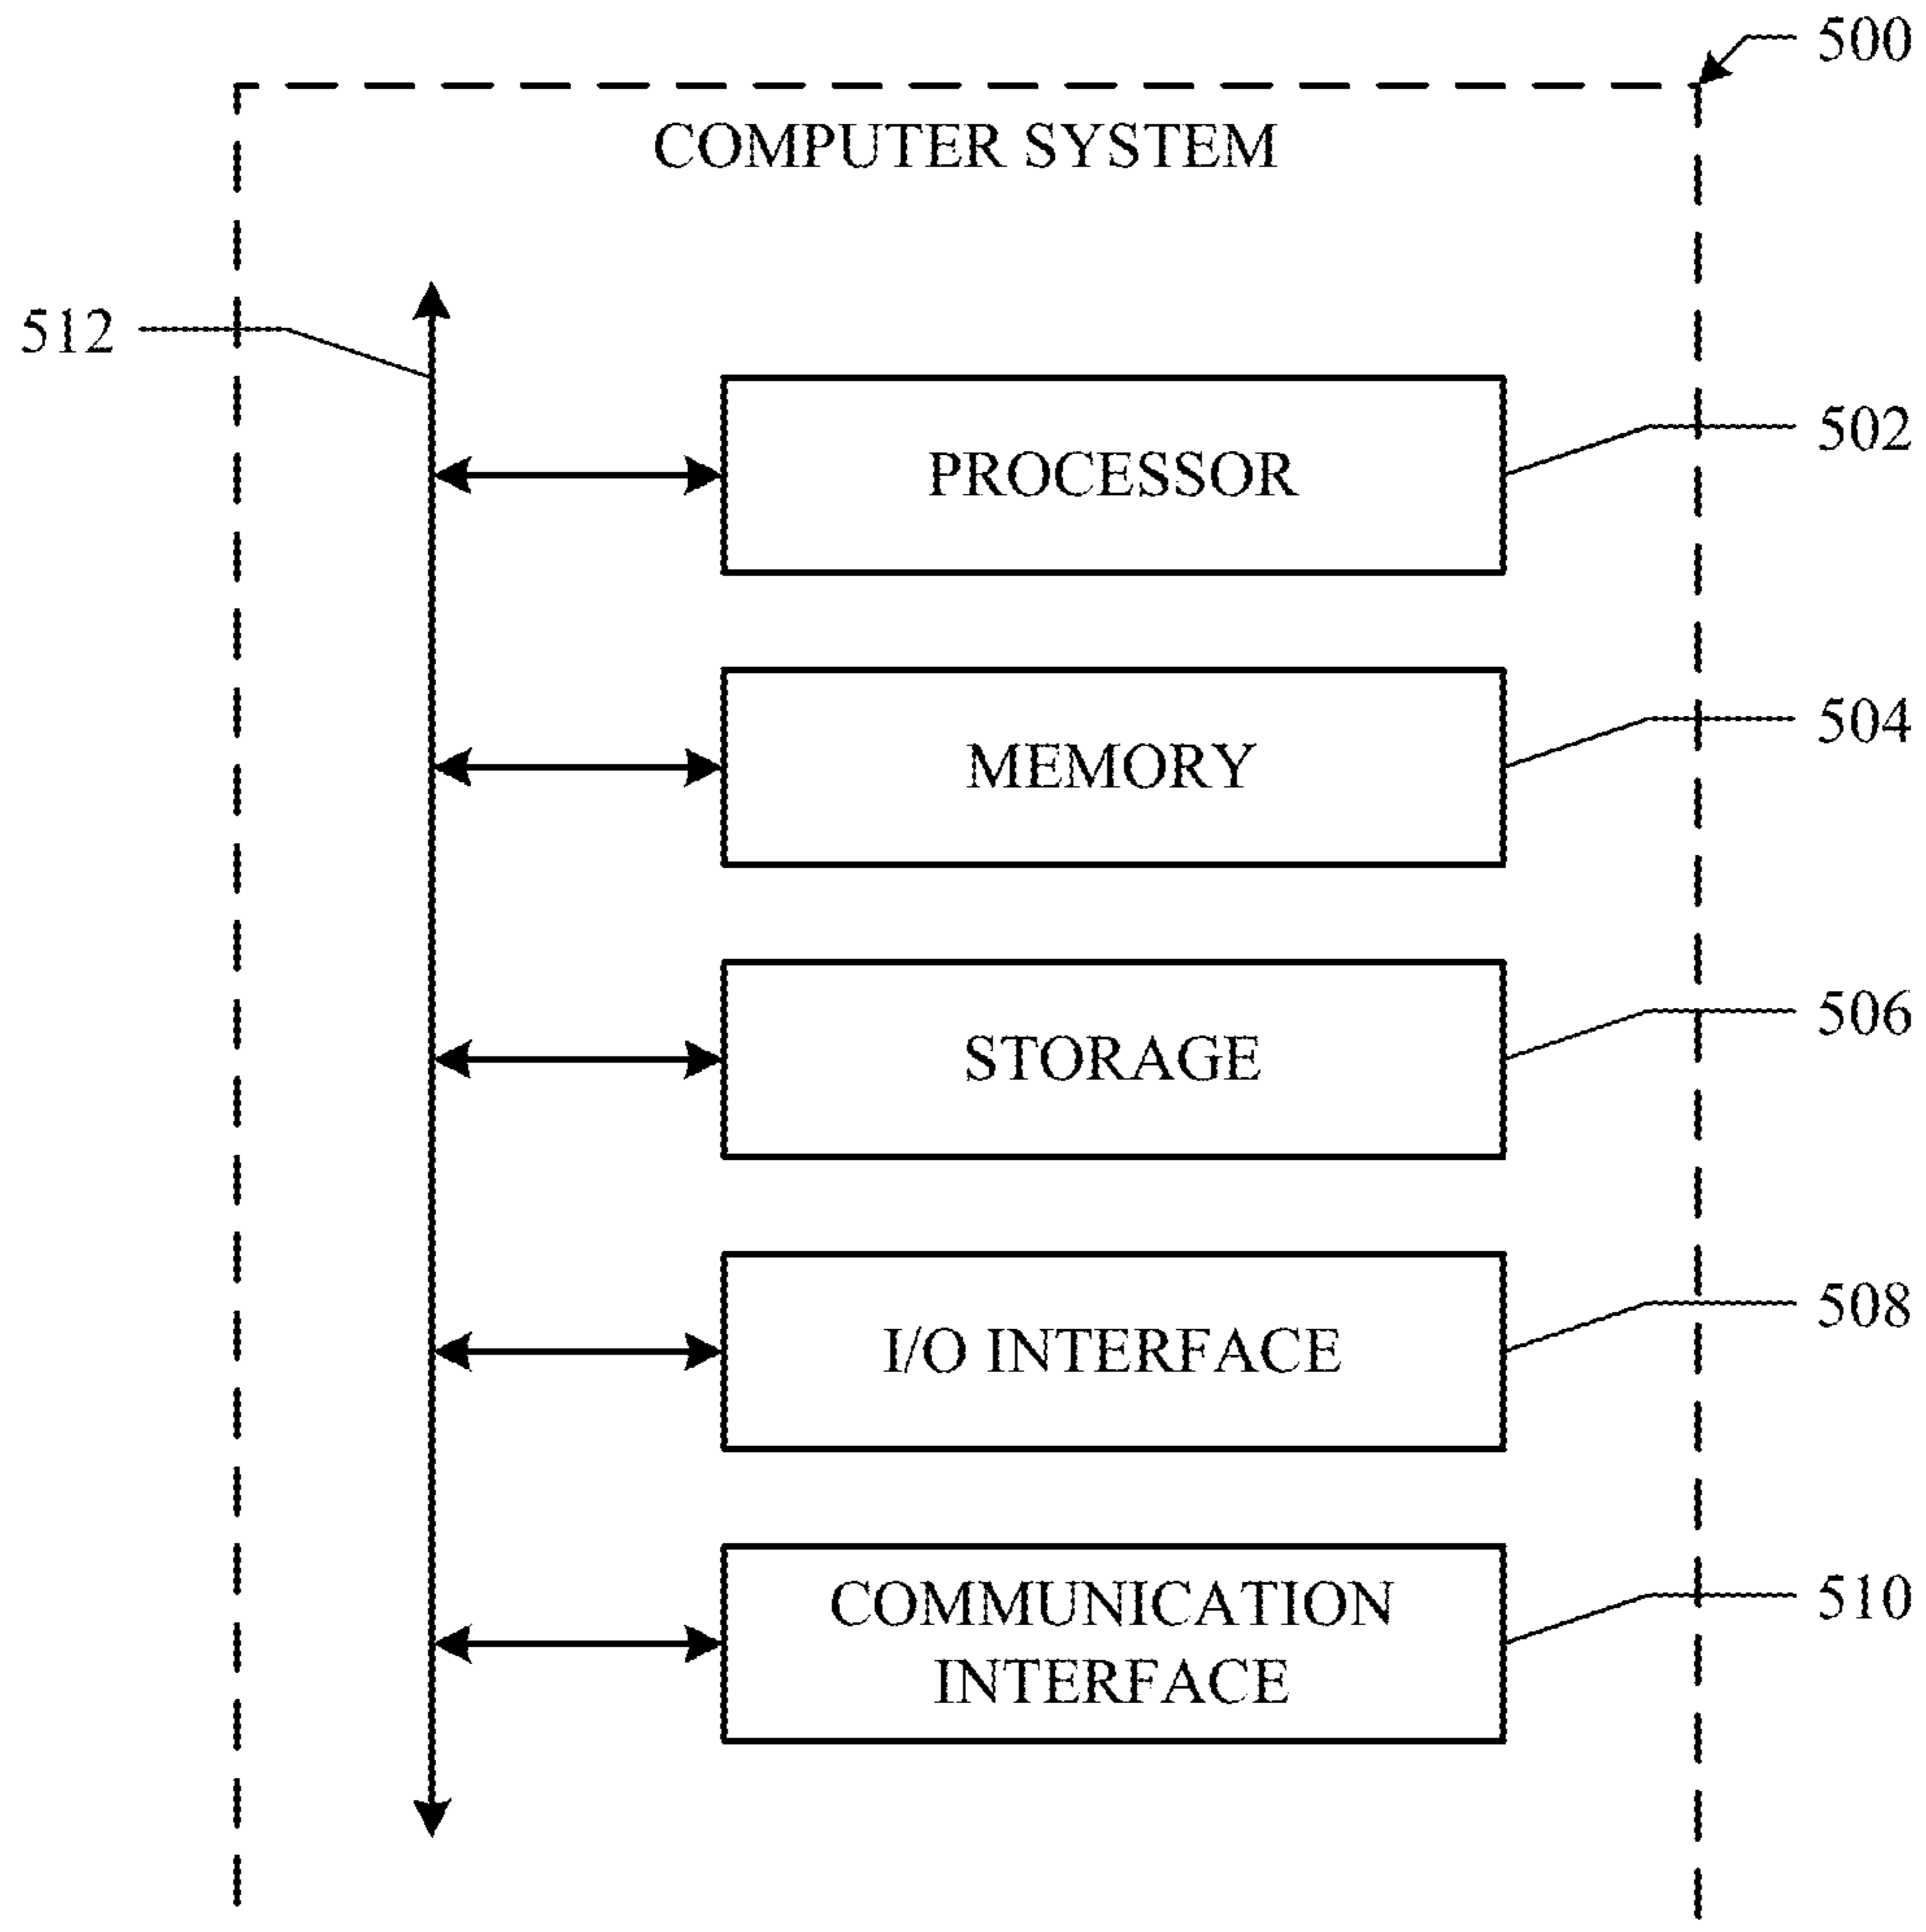 500
COMPUTER SYSTEM
512
PROCESSOR
502
MEMORY
504
STORAGE
506
I/O INTERFACE
508
COMMUNICATION
INTERFACE
510